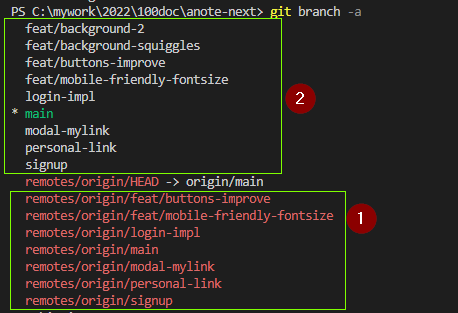 PS C:\mywork\2022\100doc\anote-next> git branch -a
feat/background-2
feat/background-squiggles
feat/buttons-improve
feat/mobile-friendly-fontsize
login-impl
2
* main
modal-mylink
personal-link
signup
remotes/origin/HEAD -> origin/main
remotes/origin/feat/buttons-improve
remotes/origin/feat/mobile-friendly-fontsize
1
remotes/origin/login-impl
remotes/origin/main
remotes/origin/modal-mylink
remotes/origin/personal-link
remotes/origin/signup